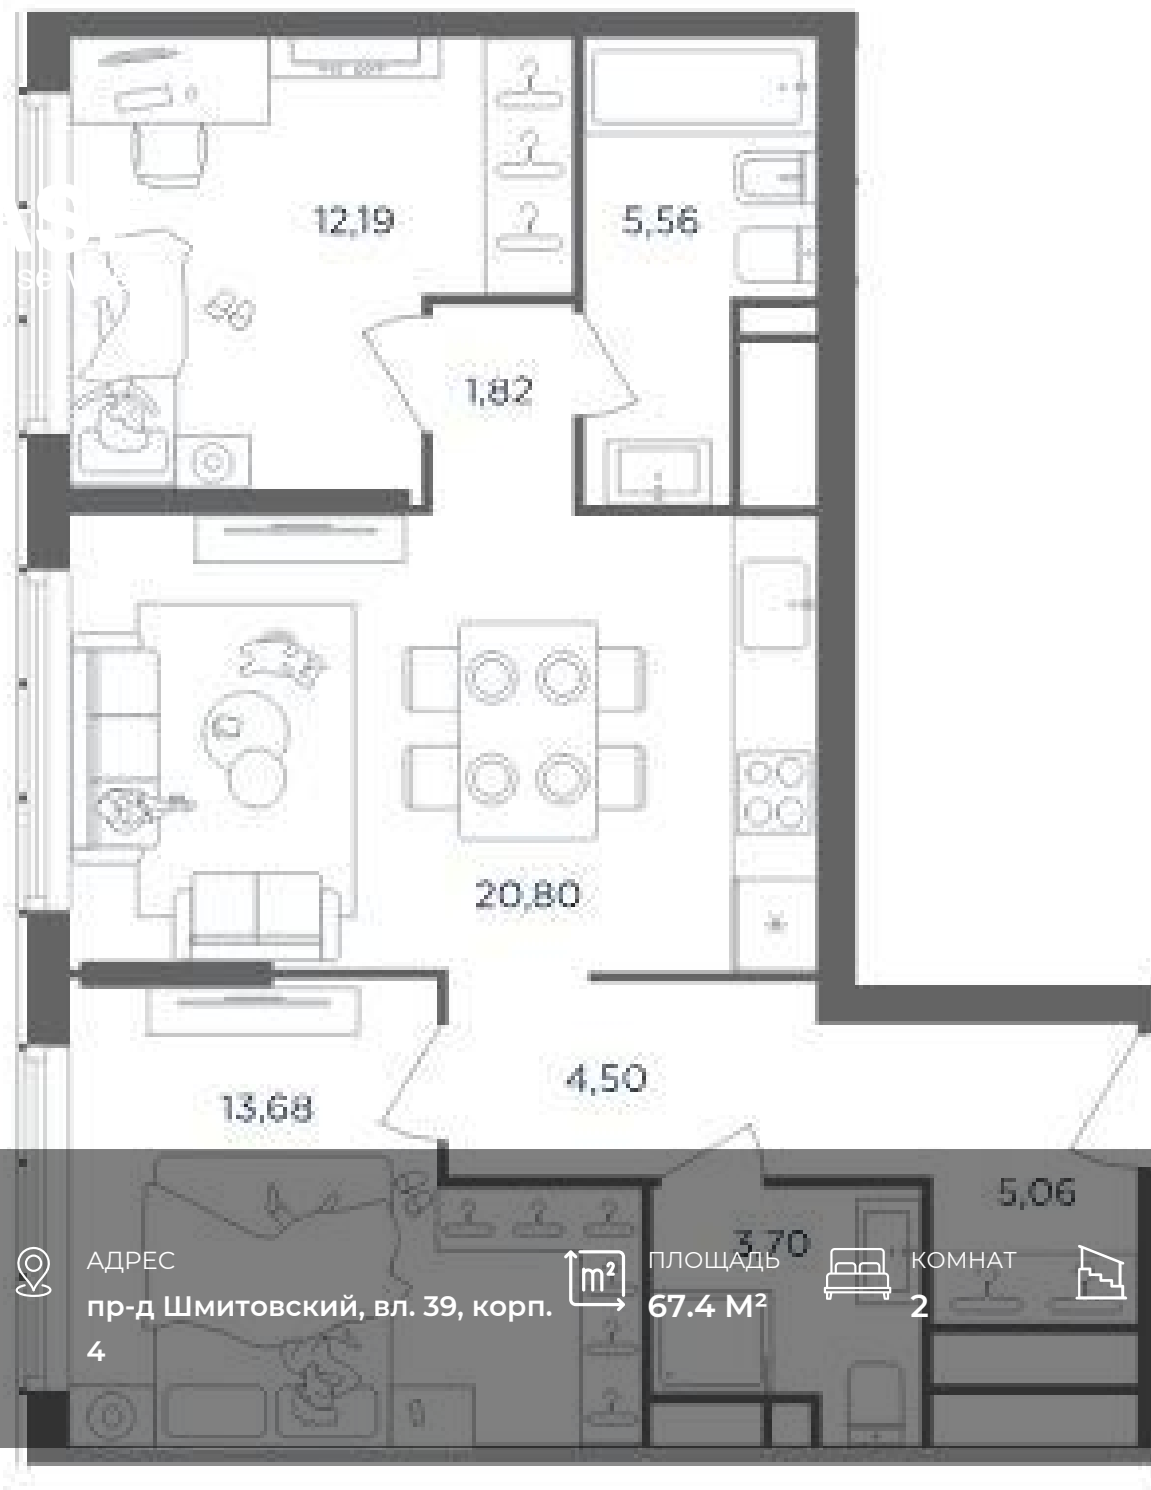 12,19
5,56
1,82
20,80
4,50
13,68
5,06
3,70
АДРЕС
пр-д Шмитовский, вл. 39, корп.
4
m²
ПЛОЩАДЬ
67.4 М²
КОМНАТ
2